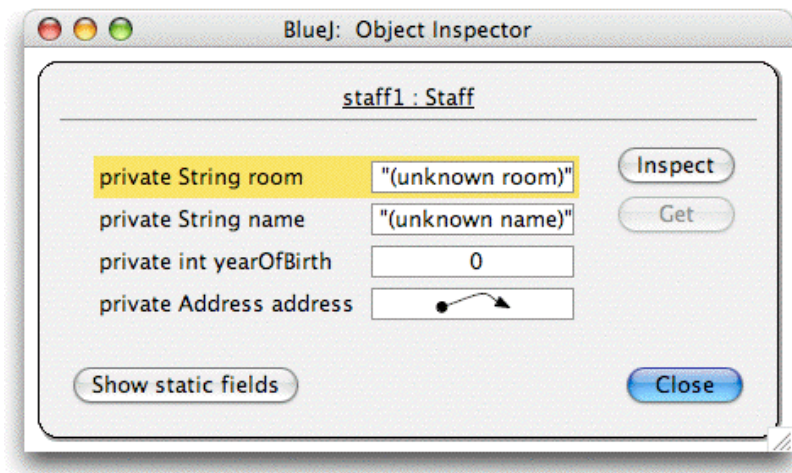 BlueJ: Object Inspector
staff1 : Staff
private String room "(unknown room)"
Inspect
private String name "(unknown name)"
Get
private int yearOfBirth 0
private Address address
Show static fields
Close